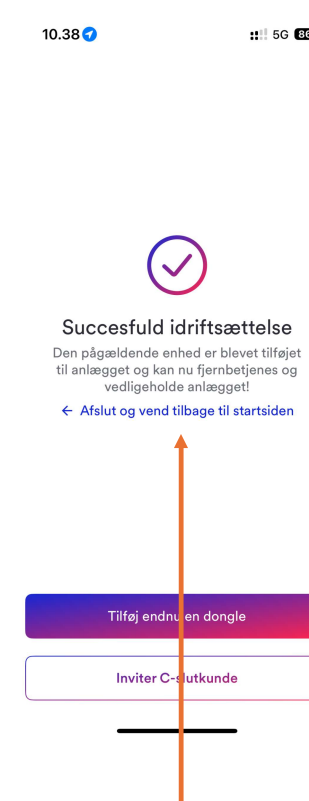 10.38 5G 86
Succesfuld idriftsættelse
Den pågældende enhed er blevet tilføjet
til anlægget og kan nu fjernbetjenes og
vedligeholde anlægget!
← Afslut og vend tilbage til startsiden
Tilføj endnu en dongle
Inviter C-slutkunde